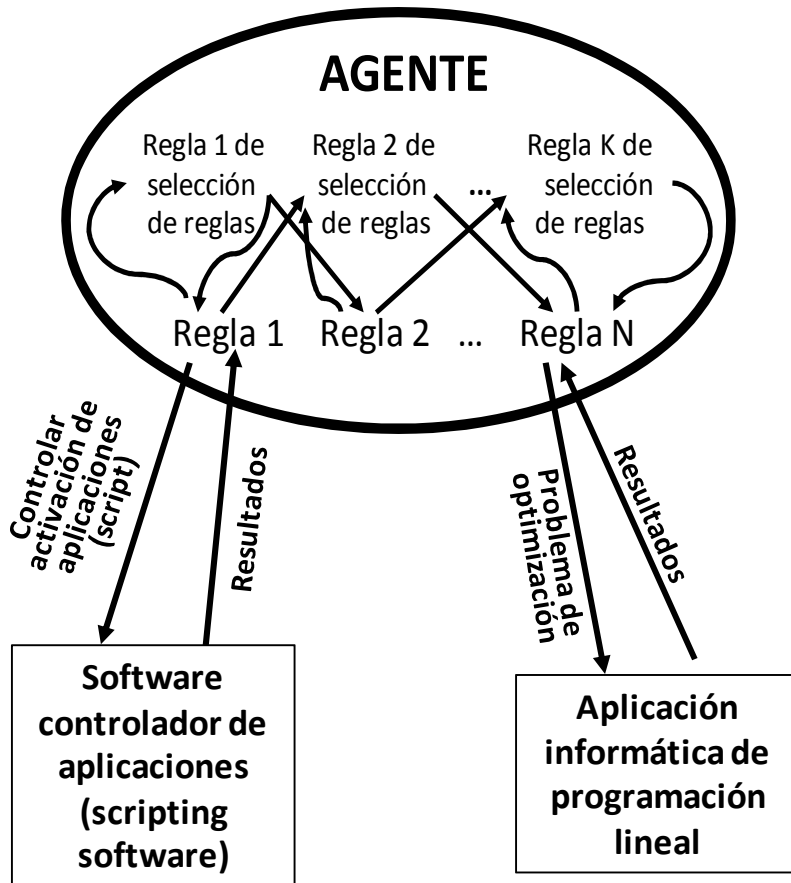 AGENTE
Regla 1 de
selección
de reglas
Regla 2 de
selección
de reglas
...
Regla K de
selección
de reglas
Regla 1
Regla 2
...
Regla N
Controlar
activación de
aplicaciones
(script)
Resultados
Problema de
optimización
Resultados
Software
controlador de
aplicaciones
(scripting
software)
Aplicación
informática de
programación
lineal